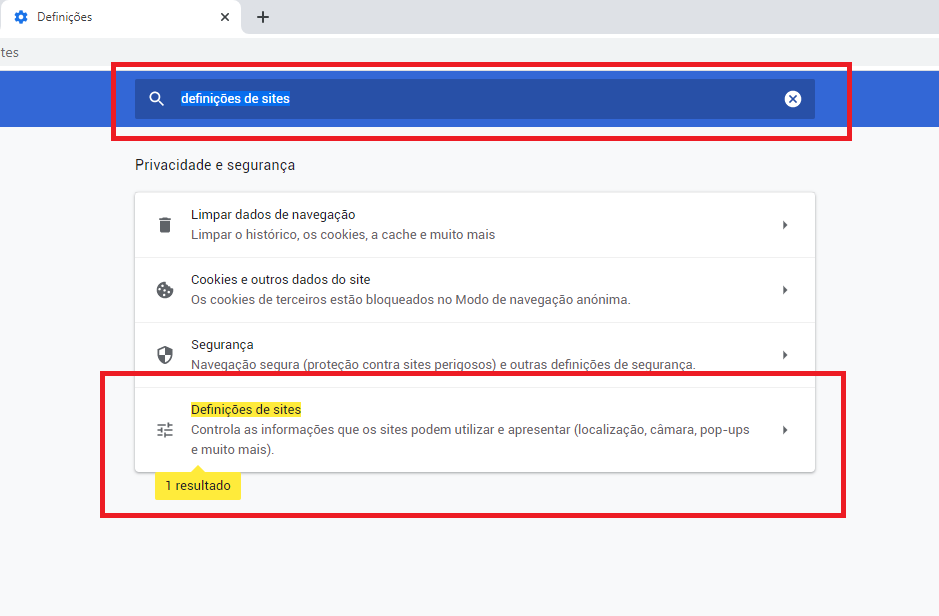 Definições
tes
definições de sites
Privacidade e segurança
Limpar dados de navegação
Limpar o histórico, os cookies, a cache e muito mais
Cookies e outros dados do site
Os cookies de terceiros estão bloqueados no Modo de navegação anónima.
Segurança
Navegação segura (proteção contra sites perigosos) e outras definições de segurança.
Definições de sites
Controla as informações que os sites podem utilizar e apresentar (localização, câmara, pop-ups
e muito mais).
1 resultado